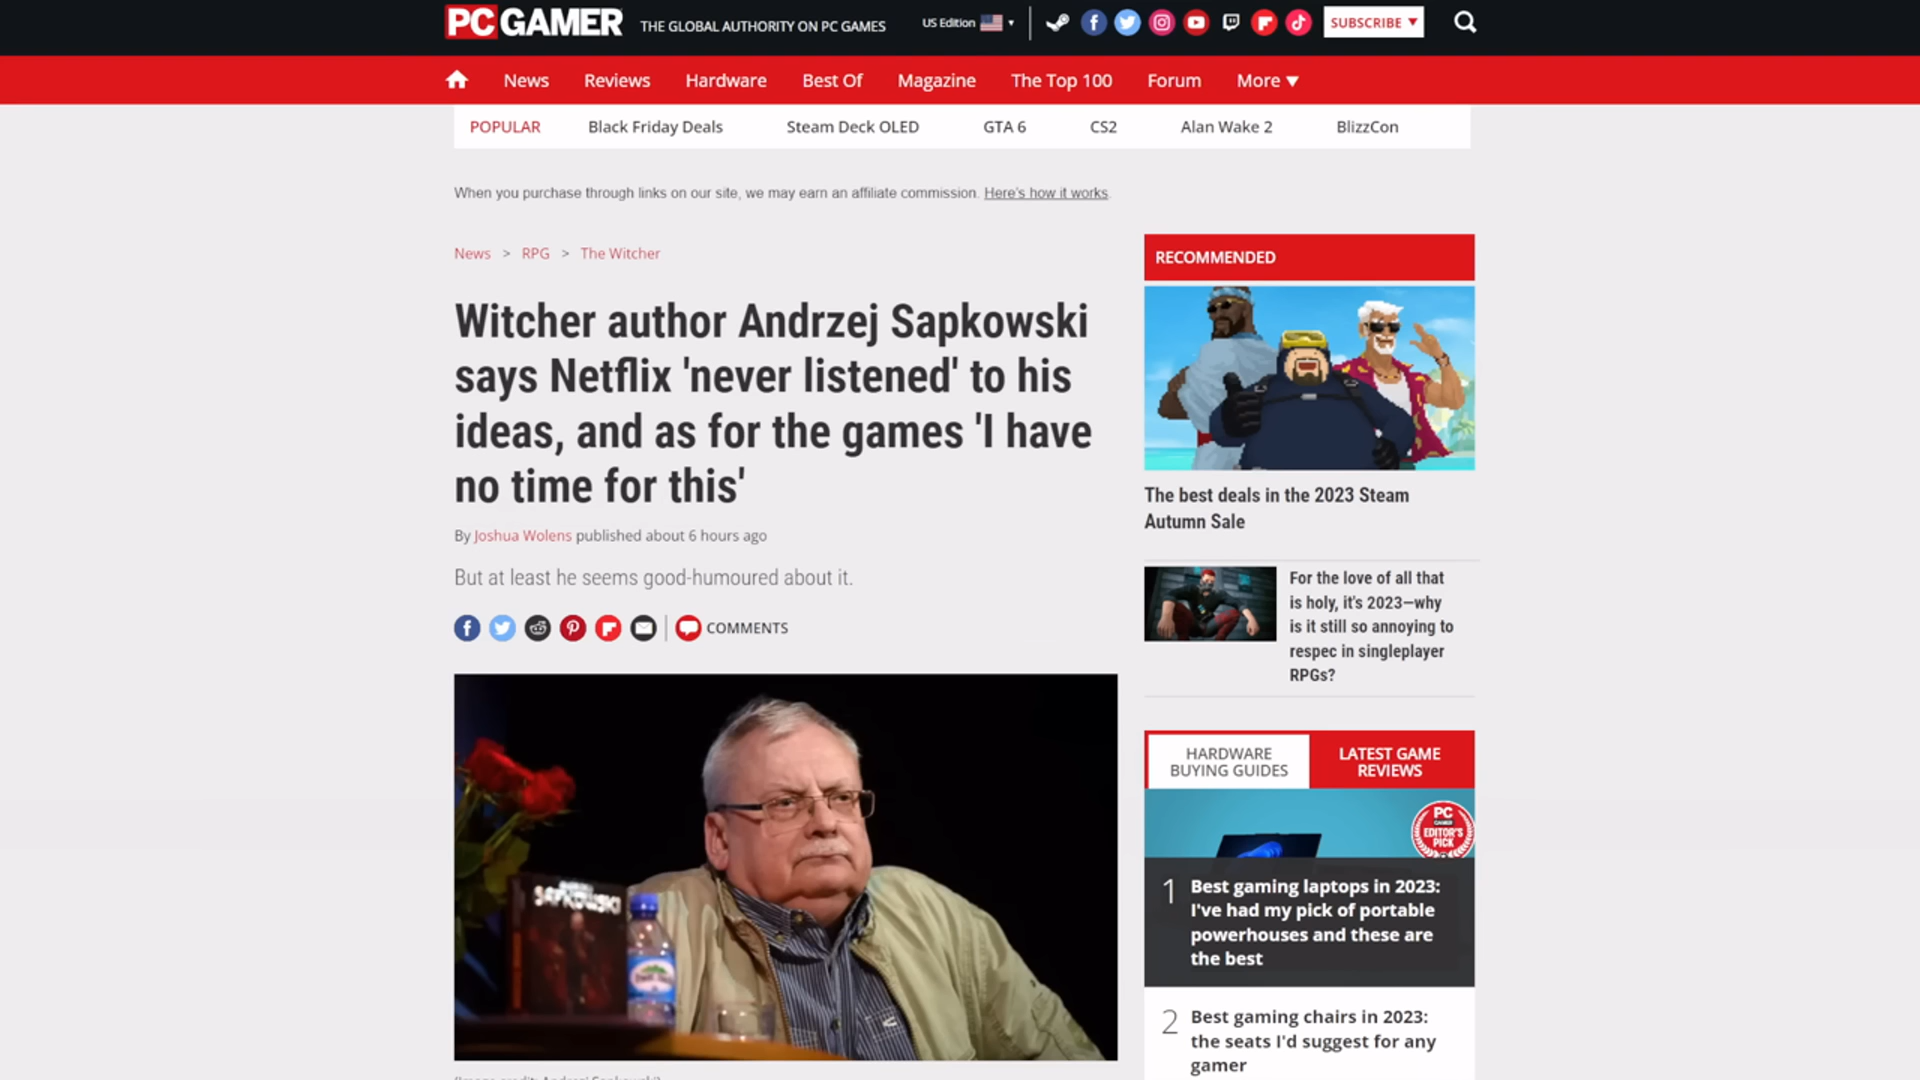 PC GAMER THE GLOBAL AUTHORITY ON PC GAMES US Edition SUBSCRIBE
News Reviews Hardware Best Of Magazine The Top 100 Forum More
POPULAR Black Friday Deals Steam Deck OLED GTA 6 CS2 Alan Wake 2 BlizzCon
When you purchase through links on our site, we may earn an affiliate commission. Here's how it works.
News > RPG > The Witcher
Witcher author Andrzej Sapkowski
says Netflix 'never listened' to his
ideas, and as for the games 'I have
no time for this'
By Joshua Wolens published about 6 hours ago
But at least he seems good-humoured about it.
COMMENTS
SAPKOWSKI
RECOMMENDED
The best deals in the 2023 Steam
Autumn Sale
For the love of all that
is holy, it's 2023—why
is it still so annoying to
respec in singleplayer
RPGs?
HARDWARE
BUYING GUIDES
LATEST GAME
REVIEWS
PC
GAMER
EDITOR'S
PICK
1 Best gaming laptops in 2023:
I've had my pick of portable
powerhouses and these are
the best
2 Best gaming chairs in 2023:
the seats I'd suggest for any
gamer